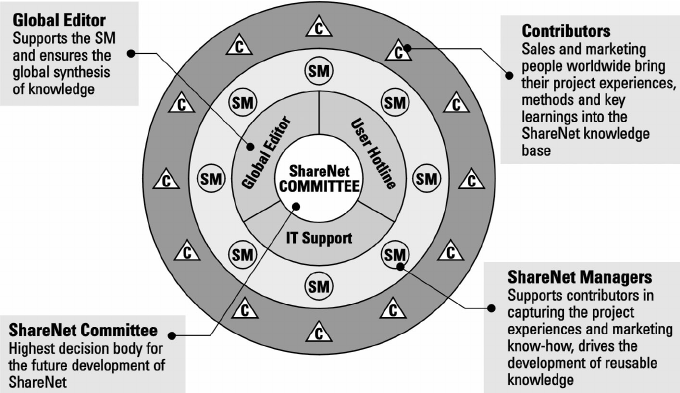 Global Editor
Supports the SM
and ensures the
global synthesis
of knowledge
Contributors
Sales and marketing
people worldwide bring
their project experiences,
methods and key
learnings into the
ShareNet knowledge
base
C
C
C
C
C
C
C
C
C
C
C
C
SM
SM
SM
SM
SM
SM
SM
SM
Global Editor
User Hotline
IT Support
ShareNet
COMMITTEE
ShareNet Committee
Highest decision body for
the future development of
ShareNet
ShareNet Managers
Supports contributors in
capturing the project
experiences and marketing
know-how, drives the
development of reusable
knowledge